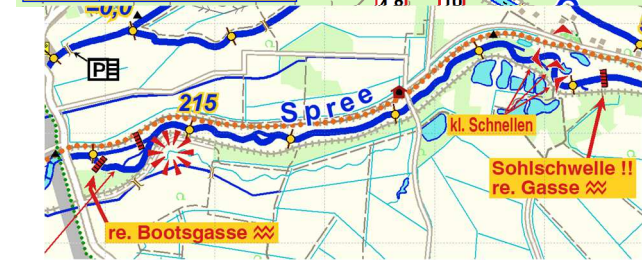 P
215
Spree
kl. Schnellen
Sohlschwelle !!
re. Gasse
re. Bootsgasse